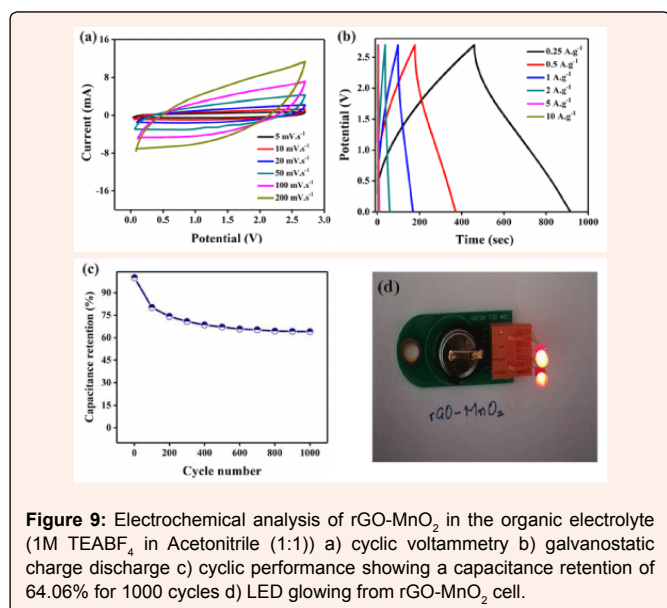 (a)
Current (mA)
8
0
-8
-16
0.0 0.5 1.0 1.5 2.0 2.5 3.0
Potential (V)
5 mV.s⁻¹
10 mV.s⁻¹
20 mV.s⁻¹
50 mV.s⁻¹
100 mV.s⁻¹
200 mV.s⁻¹
(b)
Potential (V)
2.5
2.0
1.5
1.0
0.5
0.0
0 200 400 600 800 1000
Time (sec)
0.25 A.g⁻¹
0.5 A.g⁻¹
1 A.g⁻¹
2 A.g⁻¹
5 A.g⁻¹
10 A.g⁻¹
(c)
Capacitance retention (%)
90
75
60
45
30
15
0
0 200 400 600 800 1000
Cycle number
(d)
rGO-MnO₂
Figure 9: Electrochemical analysis of rGO-MnO₂ in the organic electrolyte
(1M TEABF₄ in Acetonitrile (1:1)) a) cyclic voltammetry b) galvanostatic
charge discharge c) cyclic performance showing a capacitance retention of
64.06% for 1000 cycles d) LED glowing from rGO-MnO₂ cell.